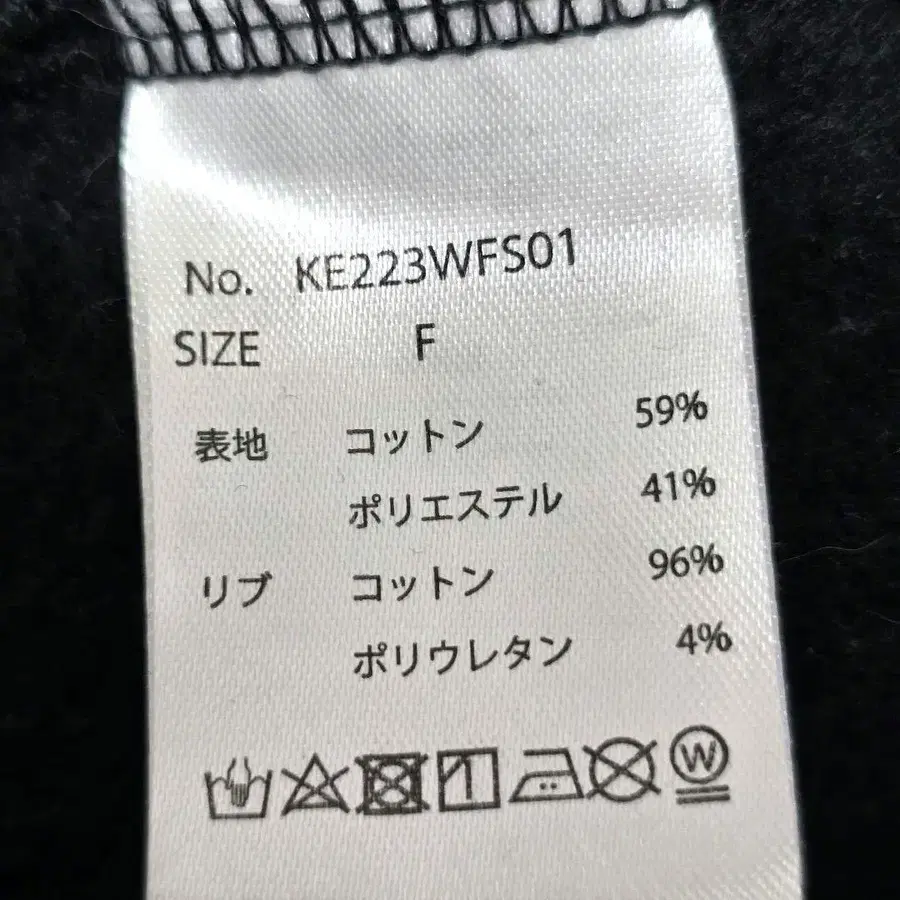 No. KE223WFS01
SIZE F
表地 コットン 59%
ポリエステル 41%
リブ コットン 96%
ポリウレタン 4%
W